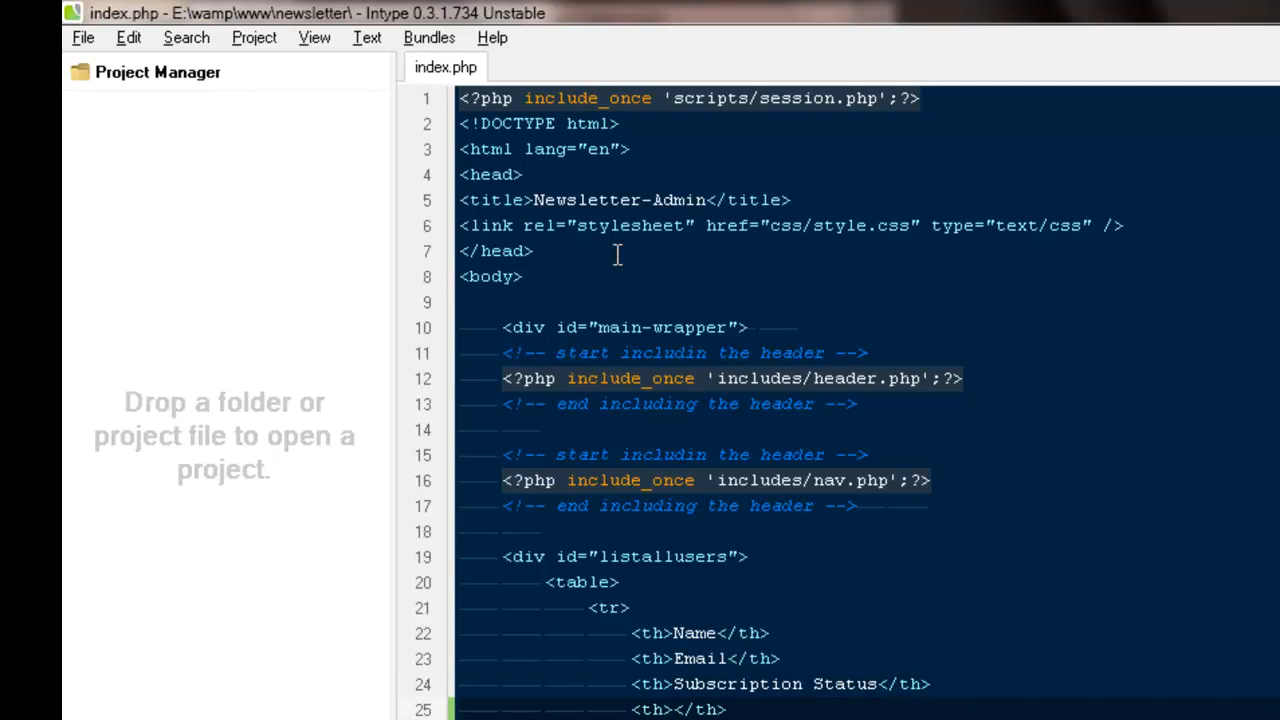 index.php - E:\wamp\www\newsletter\ - Intype 0.3.1.734 Unstable
File Edit Search Project View Text Bundles Help
Project Manager
index.php
Drop a folder or
project file to open a
project.
1 <?php include_once 'scripts/session.php';?>
2 <!DOCTYPE html>
3 <html lang="en">
4 <head>
5 <title>Newsletter-Admin</title>
6 <link rel="stylesheet" href="css/style.css" type="text/css" />
7 </head>
8 <body>
9
10 <div id="main-wrapper">
11 <!-- start includin the header -->
12 <?php include_once 'includes/header.php';?>
13 <!-- end including the header -->
14
15 <!-- start includin the header -->
16 <?php include_once 'includes/nav.php';?>
17 <!-- end including the header -->
18
19 <div id="listallusers">
20 <table>
21 <tr>
22 <th>Name</th>
23 <th>Email</th>
24 <th>Subscription Status</th>
25 <th></th>